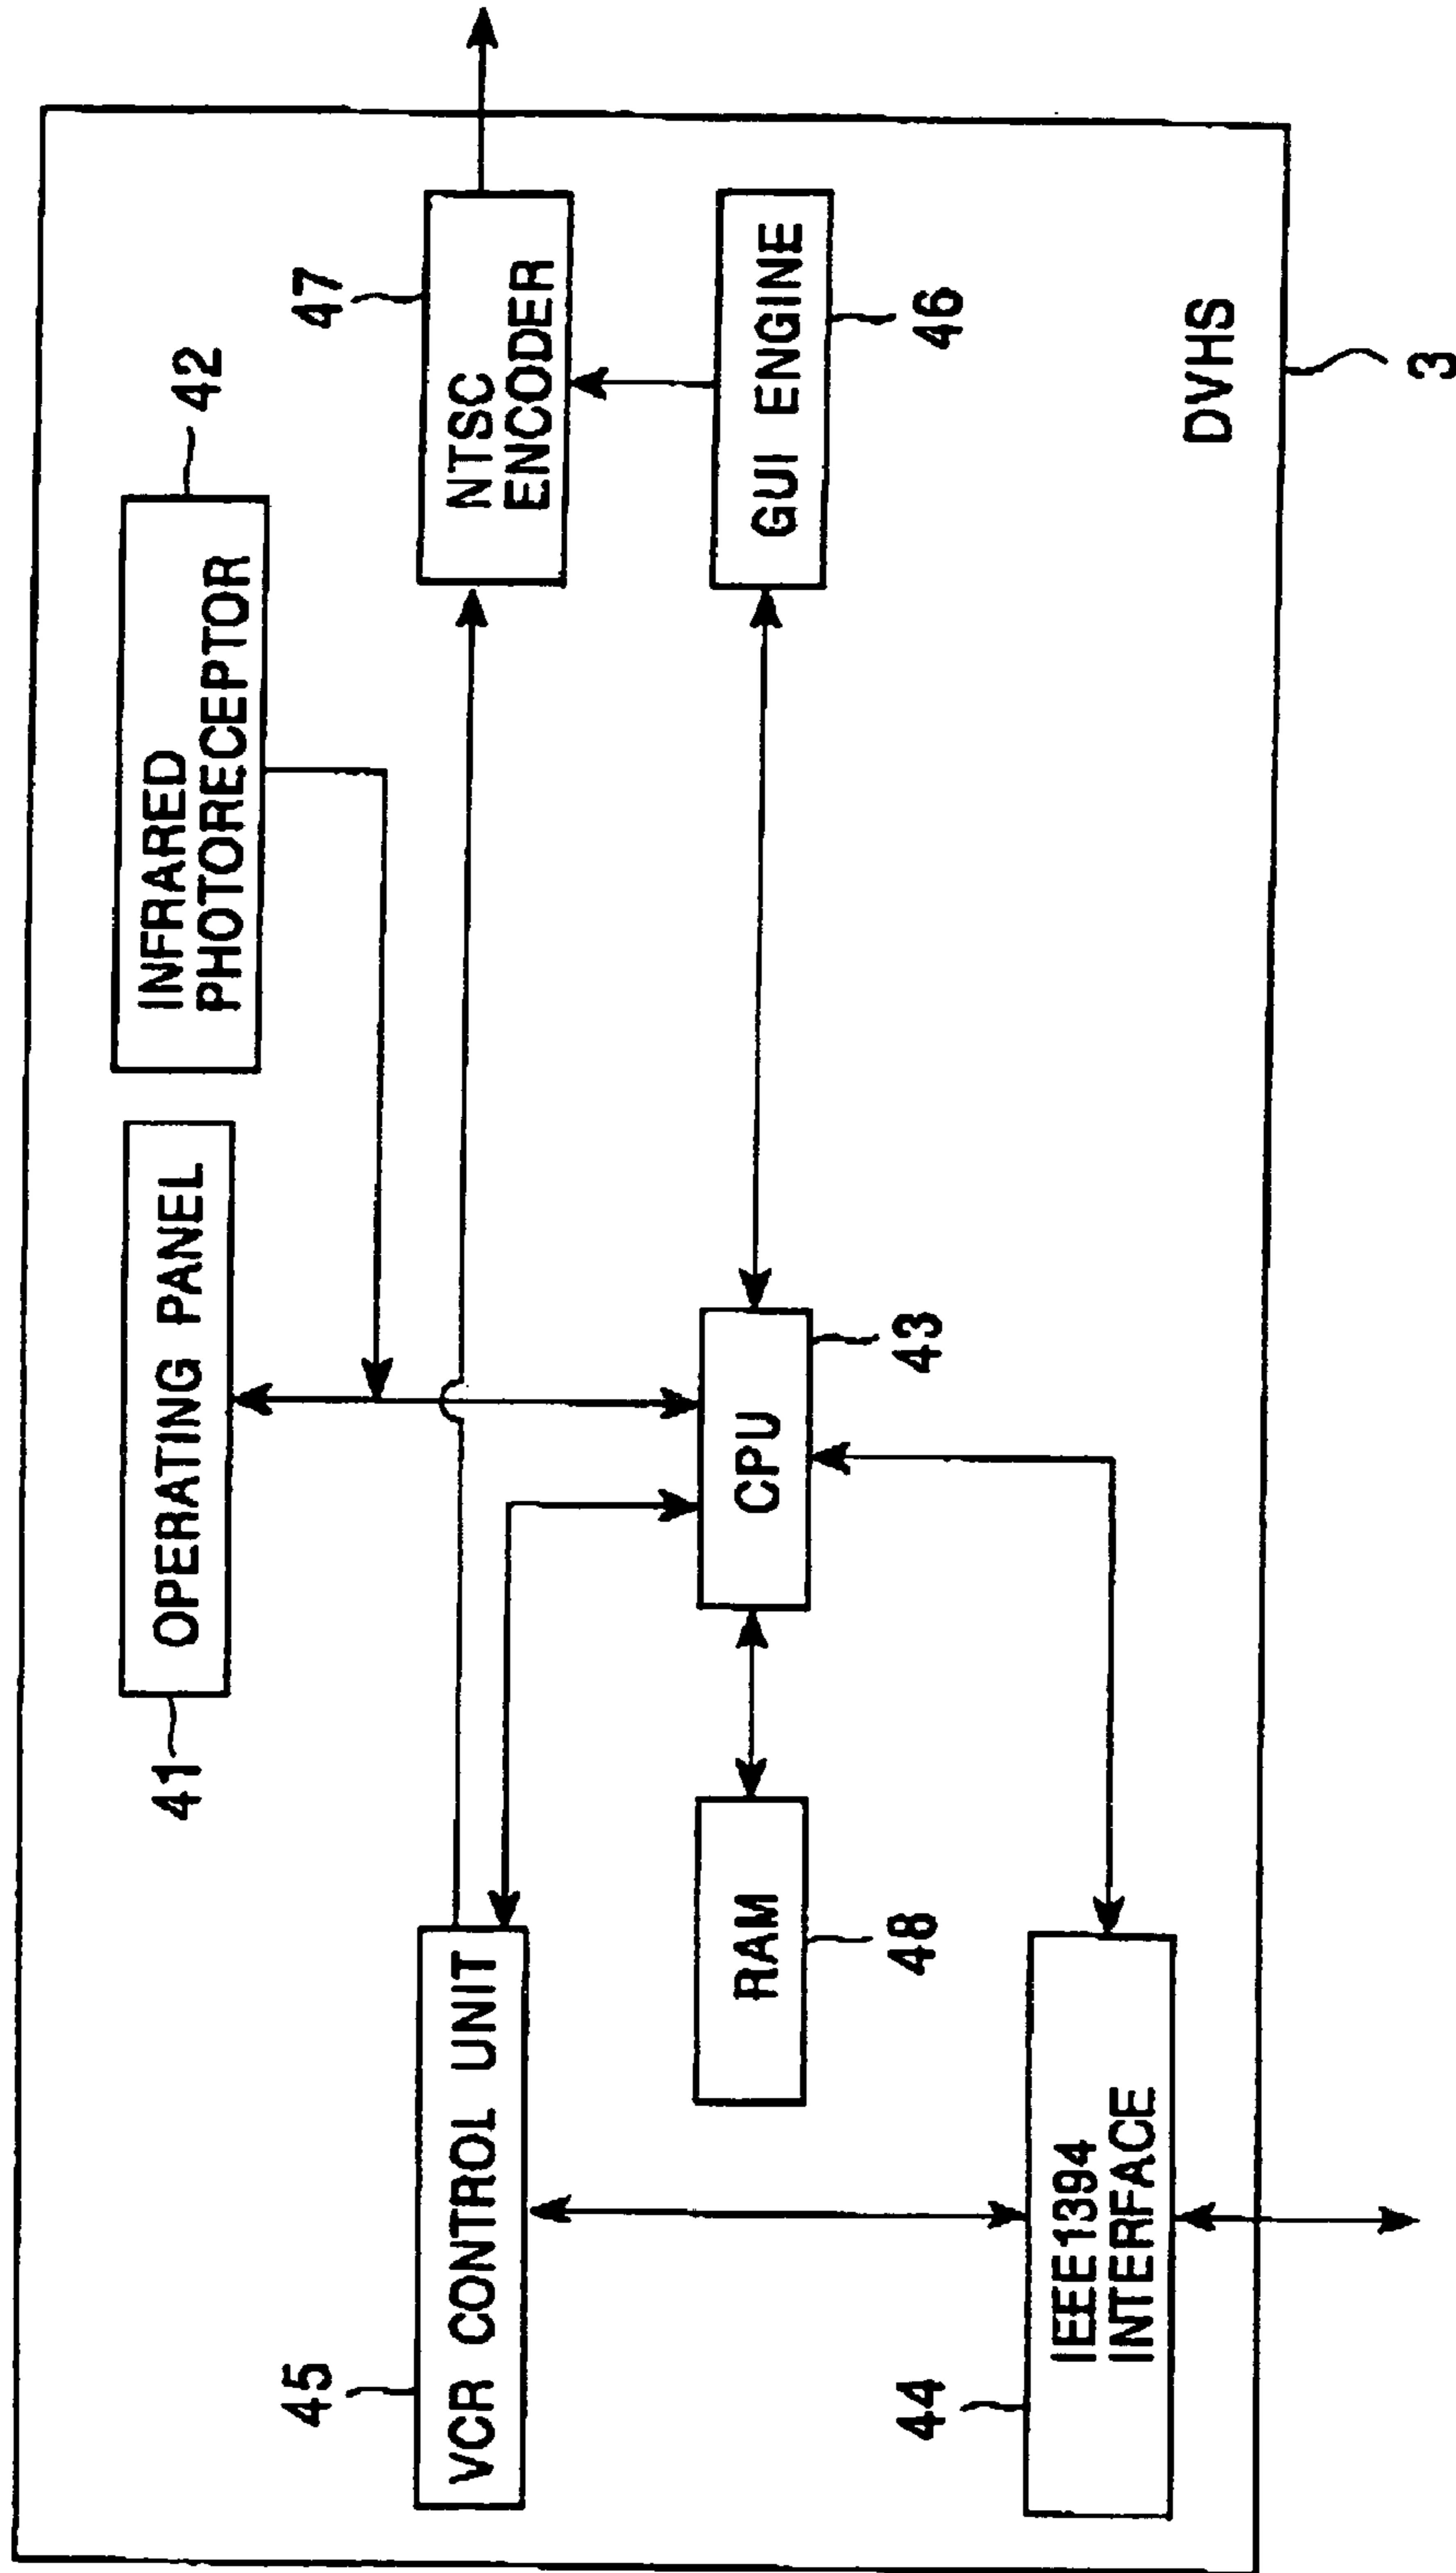 41
OPERATING PANEL
INFRARED
PHOTORECEPTOR
42
45
VCR CONTROL UNIT
47
NTSC
ENCODER
RAM
48
CPU
43
GUI ENGINE
46
44
IEEE1394
INTERFACE
DVHS
3